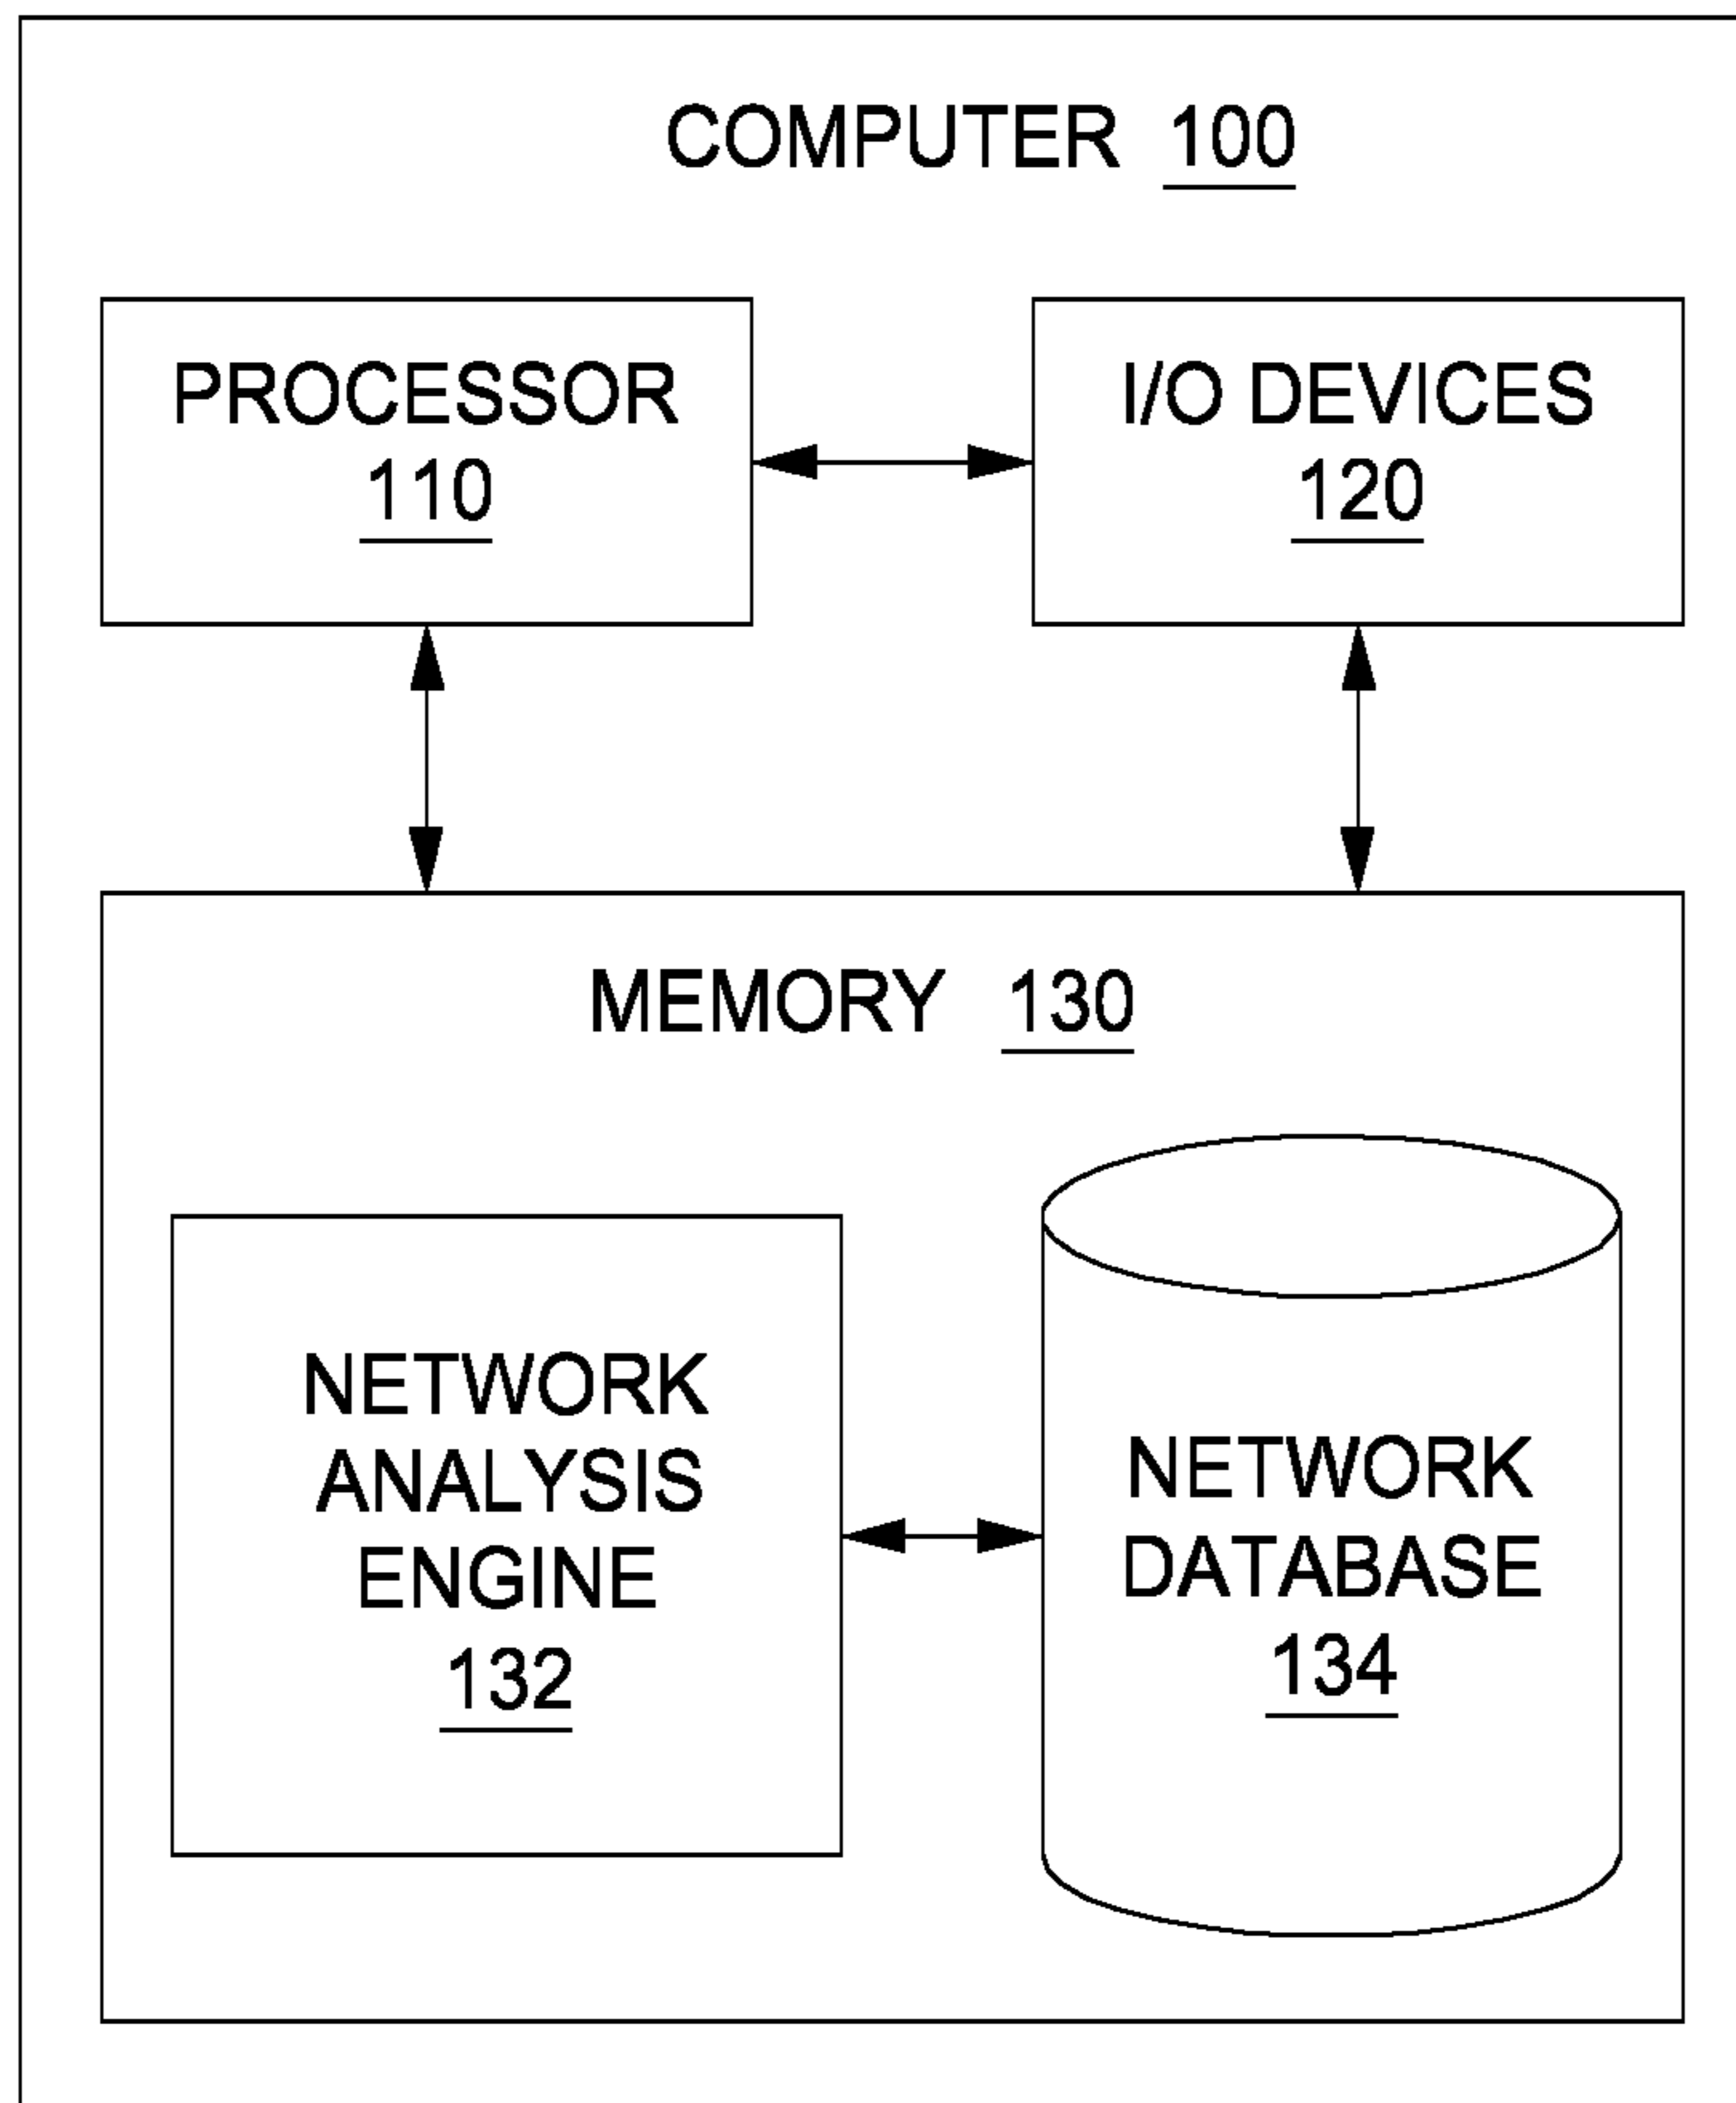 COMPUTER 100
PROCESSOR
110
I/O DEVICES
120
MEMORY 130
NETWORK
ANALYSIS
ENGINE
132
NETWORK
DATABASE
134